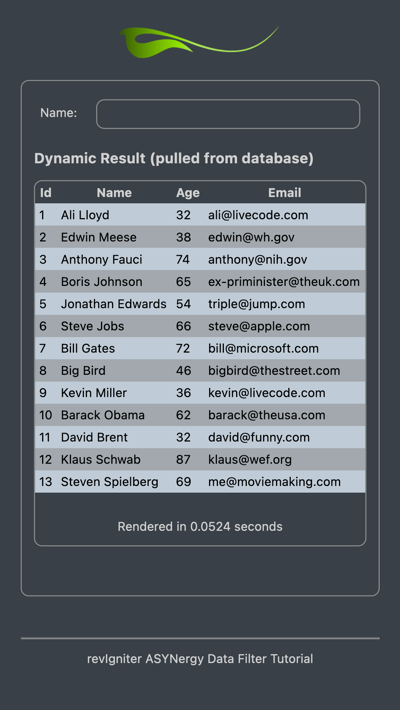 Name:
Dynamic Result (pulled from database)
Id Name Age Email
1 Ali Lloyd 32 ali@livecode.com
2 Edwin Meese 38 edwin@wh.gov
3 Anthony Fauci 74 anthony@nih.gov
4 Boris Johnson 65 ex-priminister@theuk.com
5 Jonathan Edwards 54 triple@jump.com
6 Steve Jobs 66 steve@apple.com
7 Bill Gates 72 bill@microsoft.com
8 Big Bird 46 bigbird@thestreet.com
9 Kevin Miller 36 kevin@livecode.com
10 Barack Obama 62 barack@theusa.com
11 David Brent 32 david@funny.com
12 Klaus Schwab 87 klaus@wef.org
13 Steven Spielberg 69 me@moviemaking.com
Rendered in 0.0524 seconds
revIgniter ASYNergy Data Filter Tutorial